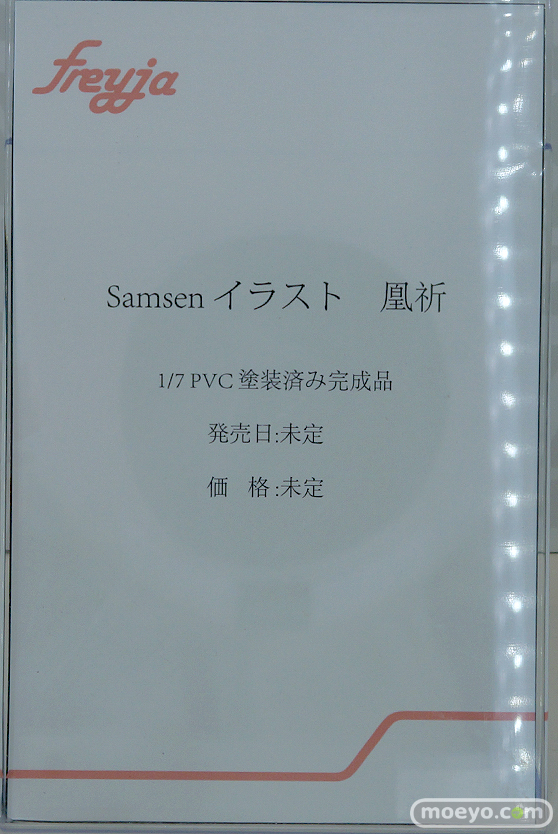 freyja
Samsen イラスト　凰祈
1/7 PVC 塗装済み完成品
発売日:未定
価　格:未定
moeyo.com